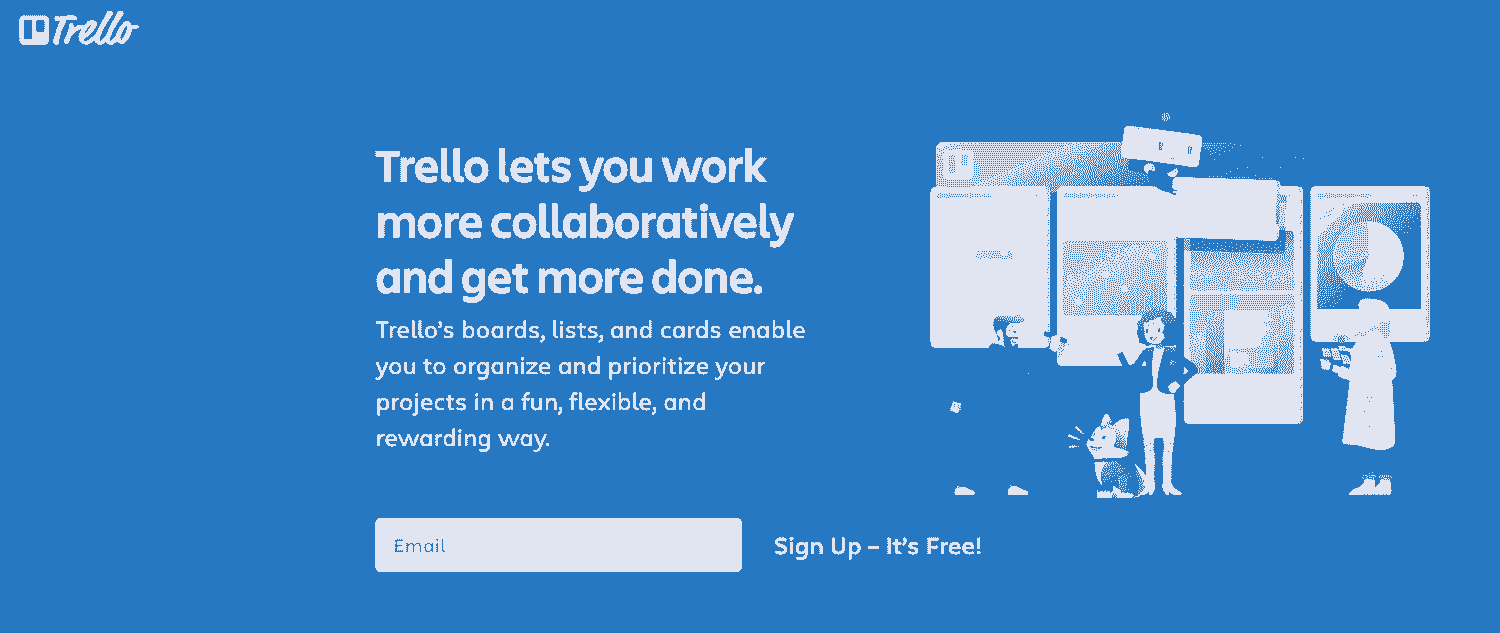 Trello
Trello lets you work
more collaboratively
and get more done.
Trello's boards, lists, and cards enable
you to organize and prioritize your
projects in a fun, flexible, and
rewarding way.
Email
Sign Up – It's Free!